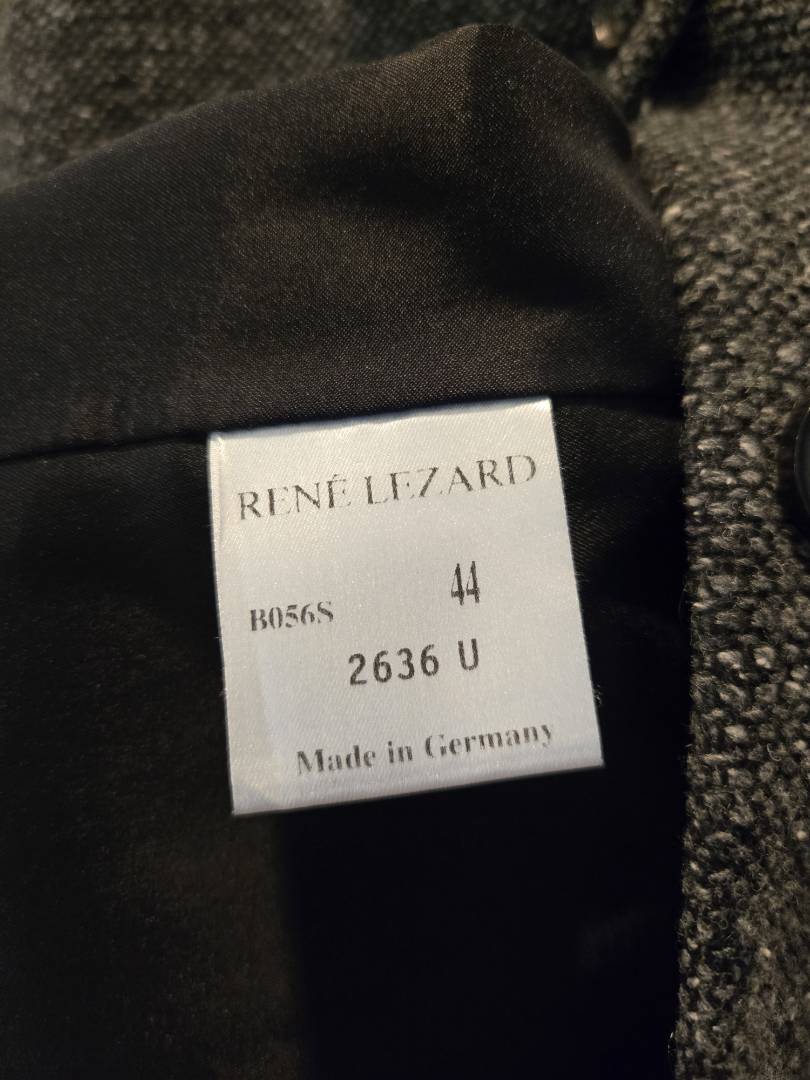 RENÉ LEZARD
44
B056S
2636 U
Made in Germany